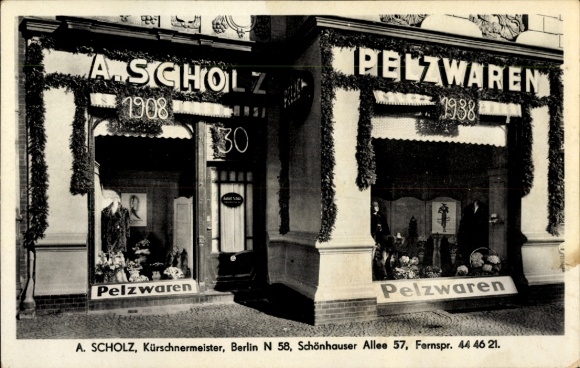 A. SCHOLZ
PELZWAREN
1908
1938
30
Pelzwaren
Pelzwaren
A. SCHOLZ, Kürschnermeister, Berlin N 58, Schönhauser Allee 57, Fernspr. 44 46 21.